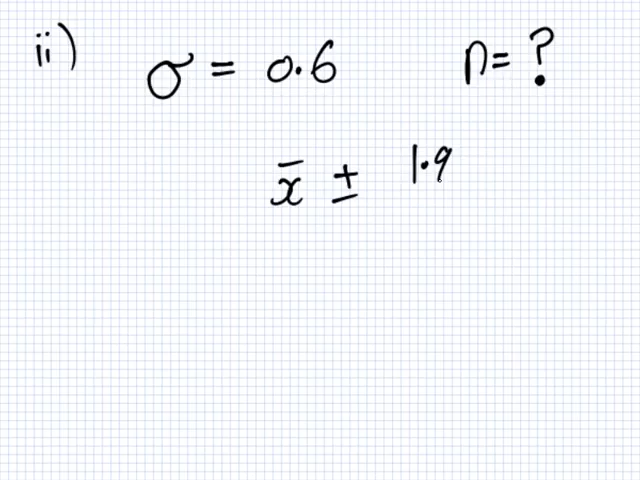 ii) σ = 0.6 n = ?
x̄ ± 1.9